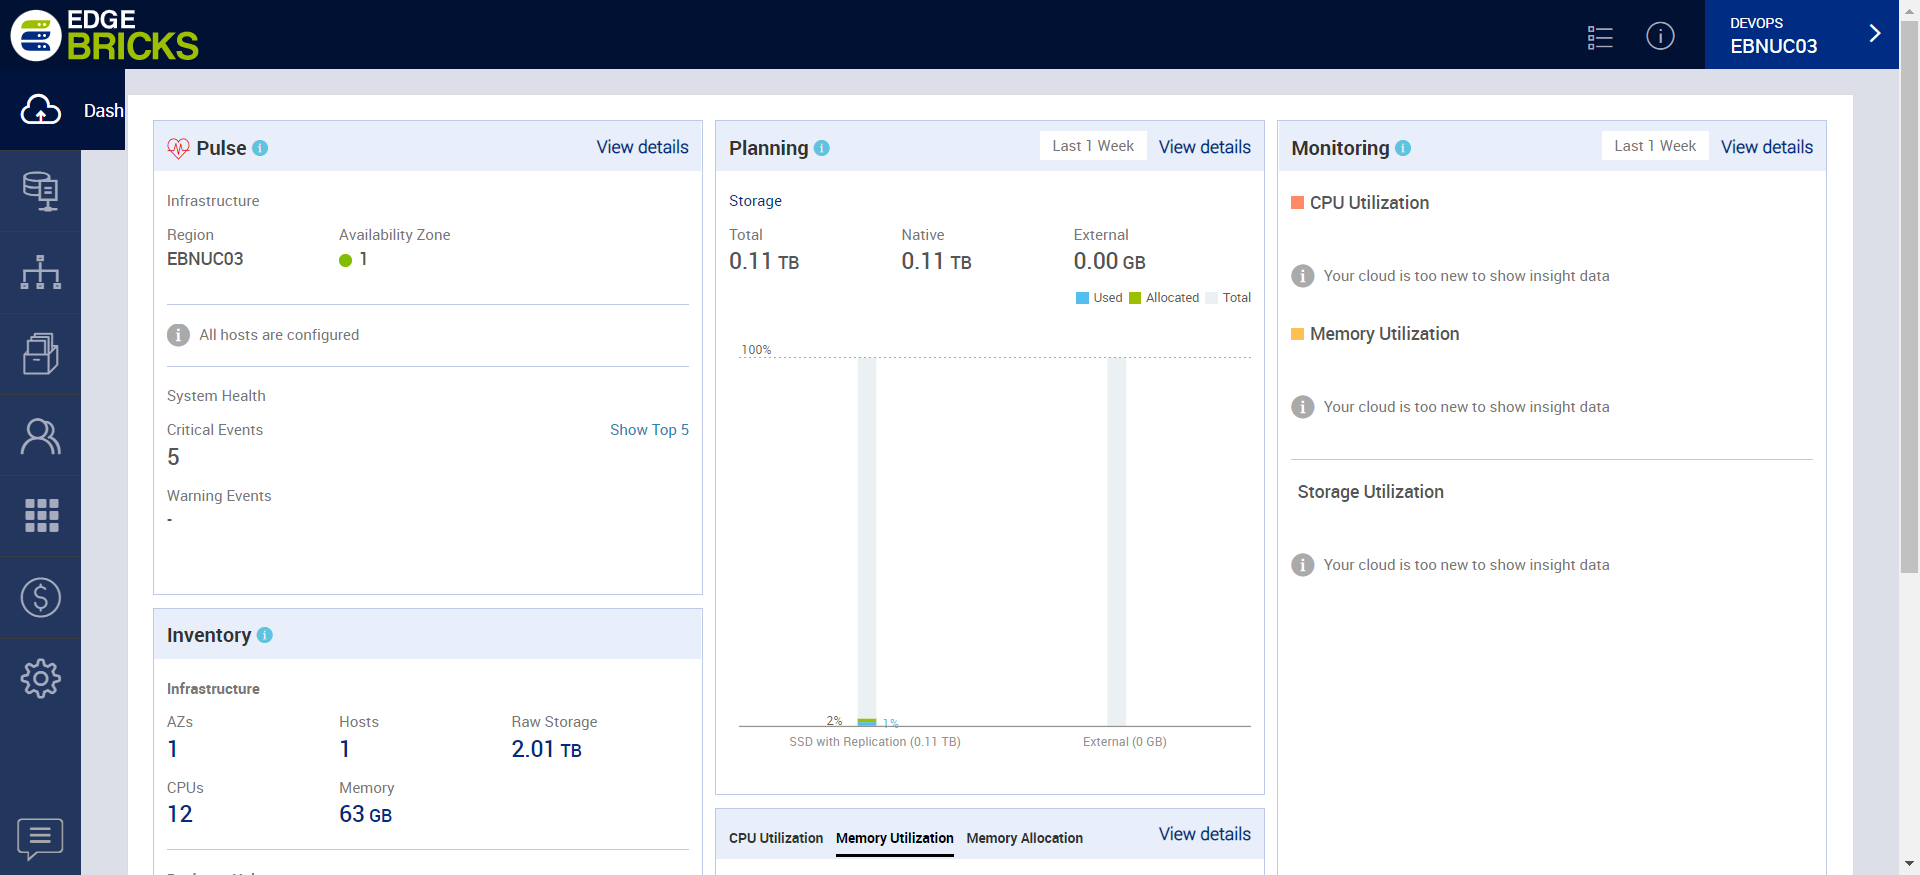 EDGE
BRICKS
DEVOPS
EBNUC03
Dash
Pulse
View details
Infrastructure
Region
Availability Zone
EBNUC03
1
All hosts are configured
System Health
Critical Events
Show Top 5
5
Warning Events
-
Inventory
Infrastructure
AZs
Hosts
Raw Storage
1
1
2.01 TB
CPUs
Memory
12
63 GB
Planning
Last 1 Week
View details
Storage
Total
Native
External
0.11 TB
0.11 TB
0.00 GB
Used
Allocated
Total
100%
2%
1%
SSD with Replication (0.11 TB)
External (0 GB)
CPU Utilization
Memory Utilization
Memory Allocation
View details
Monitoring
Last 1 Week
View details
CPU Utilization
Your cloud is too new to show insight data
Memory Utilization
Your cloud is too new to show insight data
Storage Utilization
Your cloud is too new to show insight data